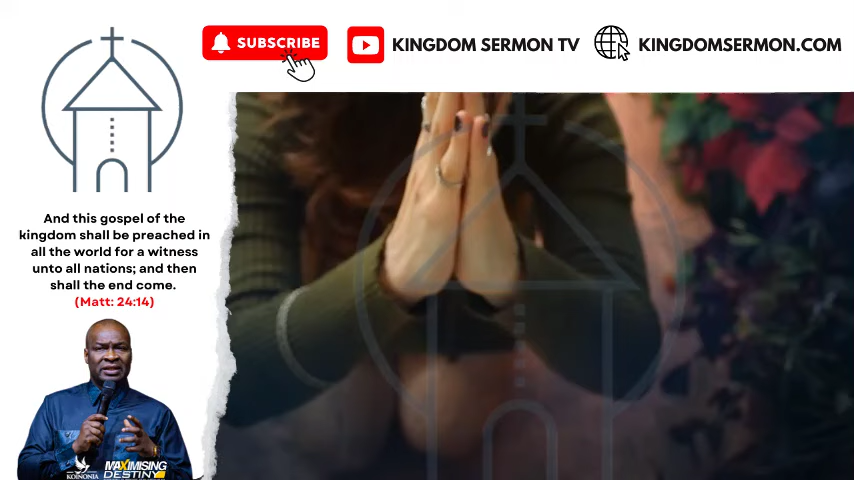 SUBSCRIBE
KINGDOM SERMON TV
KINGDOMSERMON.COM
And this gospel of the
kingdom shall be preached in
all the world for a witness
unto all nations; and then
shall the end come.
(Matt: 24:14)
KOINONIA
MAXIMISING
DESTINY